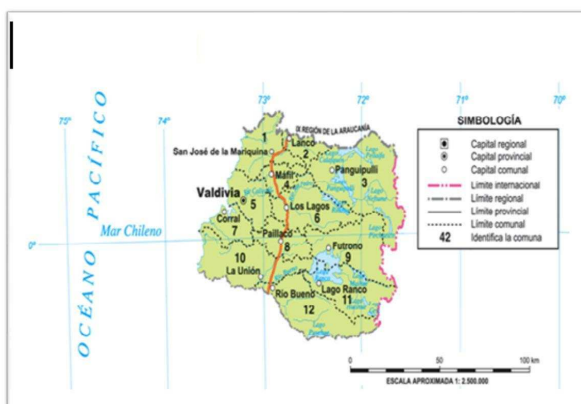 75°
74°
73°
72°
71°
70°
IX REGIÓN DE LA ARAUCANÍA
1
Lanco
2
San José de la Mariquina
Máfil
4
Panguipulli
3
Valdivia
5
Los Lagos
6
Corral
7
Mar Chileno
Paillaco
8
Futrono
9
10
La Unión
Río Bueno
Lago Ranco
11
12
OCÉANO PACÍFICO
SIMBOLOGÍA
Capital regional
Capital provincial
Capital comunal
Límite internacional
Límite regional
Límite provincial
Límite comunal
42 Identifica la comuna
0 50 100 km
ESCALA APROXIMADA 1: 2.500.000